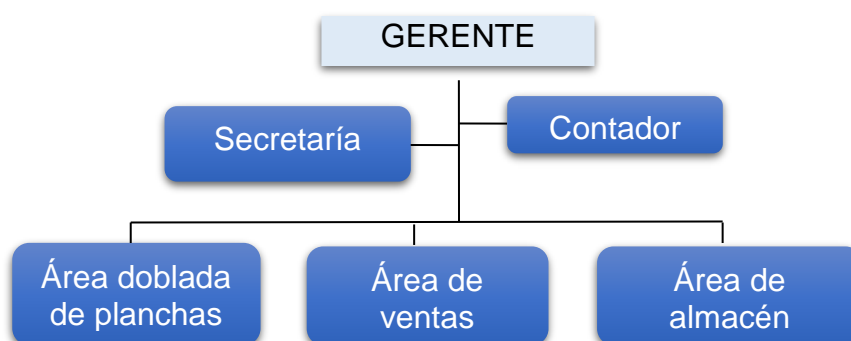 GERENTE
Secretaría
Contador
Área doblada
de planchas
Área de
ventas
Área de
almacén